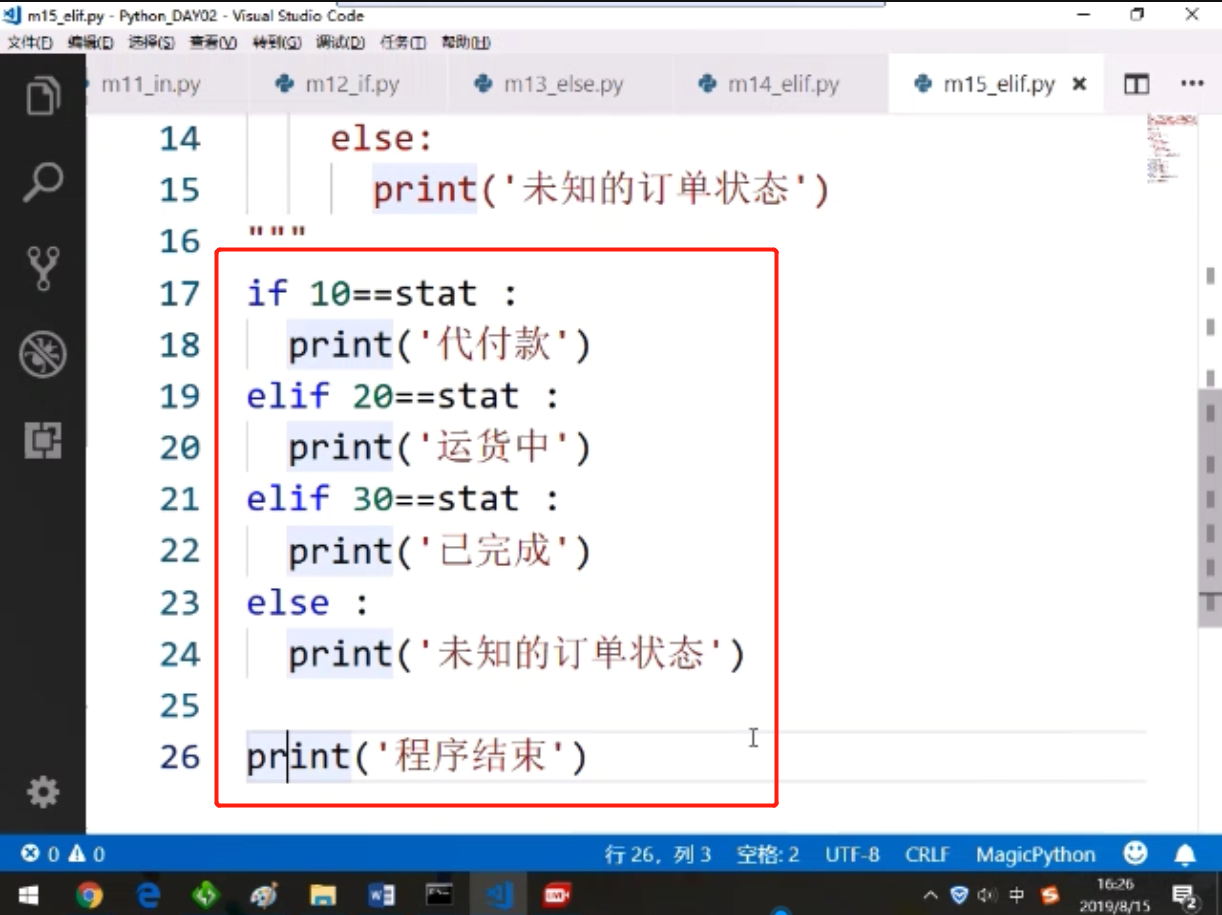 m15_elif.py - Python_DAY02 - Visual Studio Code
文件(F) 编辑(E) 选择(S) 查看(V) 转到(G) 调试(D) 任务(T) 帮助(H)
m11_in.py m12_if.py m13_else.py m14_elif.py m15_elif.py
14 else:
15 print('未知的订单状态')
16 """
17 if 10==stat :
18 print('代付款')
19 elif 20==stat :
20 print('运货中')
21 elif 30==stat :
22 print('已完成')
23 else :
24 print('未知的订单状态')
25
26 print('程序结束')
0 0 行 26，列 3 空格: 2 UTF-8 CRLF MagicPython
中 16:26
2019/8/15 2